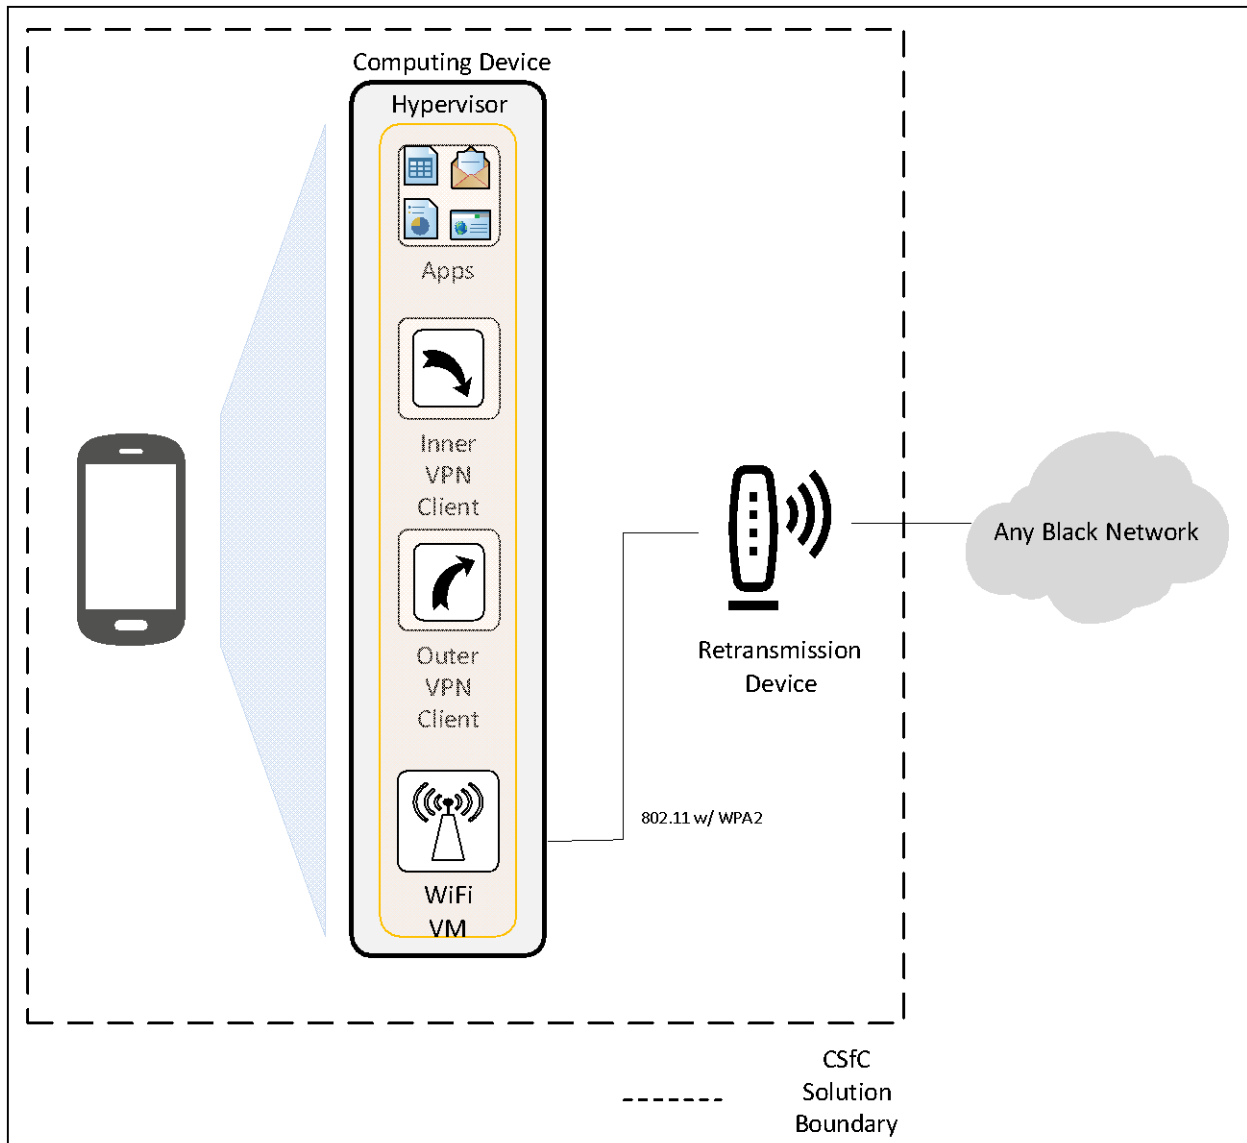 Computing Device
Hypervisor
Apps
Inner
VPN
Client
Outer
VPN
Client
WiFi
VM
802.11 w/ WPA2
Retransmission
Device
Any Black Network
CSfC
Solution
Boundary